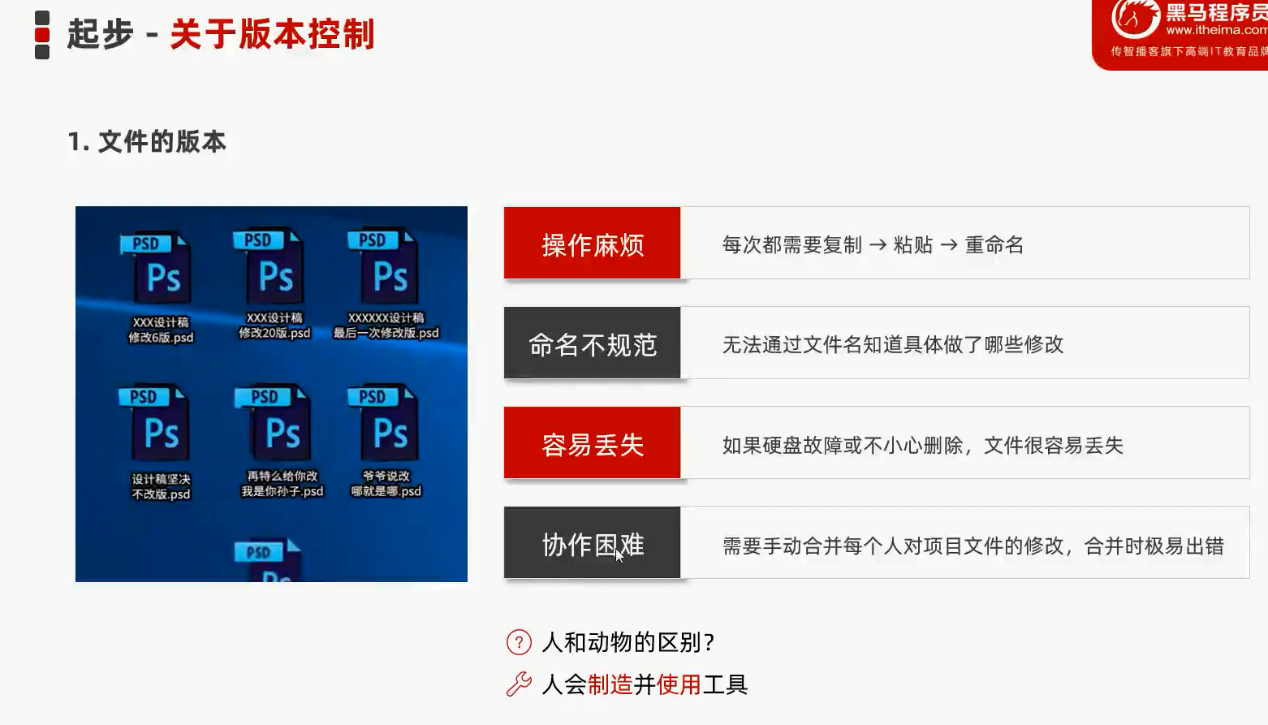 起步 - 关于版本控制
黑马程序员
www.itheima.com
传智播客旗下高端IT教育品牌
1. 文件的版本
PSD
Ps
XXX设计稿
修改6版.psd
PSD
Ps
XXX设计稿
修改20版.psd
PSD
Ps
XXXXXX设计稿
最后一次修改版.psd
PSD
Ps
设计稿坚决
不改版.psd
PSD
Ps
再特么给你改
我是你孙子.psd
PSD
Ps
爷爷说改
哪就是哪.psd
PSD
Ps
操作麻烦
每次都需要复制 → 粘贴 → 重命名
命名不规范
无法通过文件名知道具体做了哪些修改
容易丢失
如果硬盘故障或不小心删除，文件很容易丢失
协作困难
需要手动合并每个人对项目文件的修改，合并时极易出错
? 人和动物的区别？
人会制造并使用工具